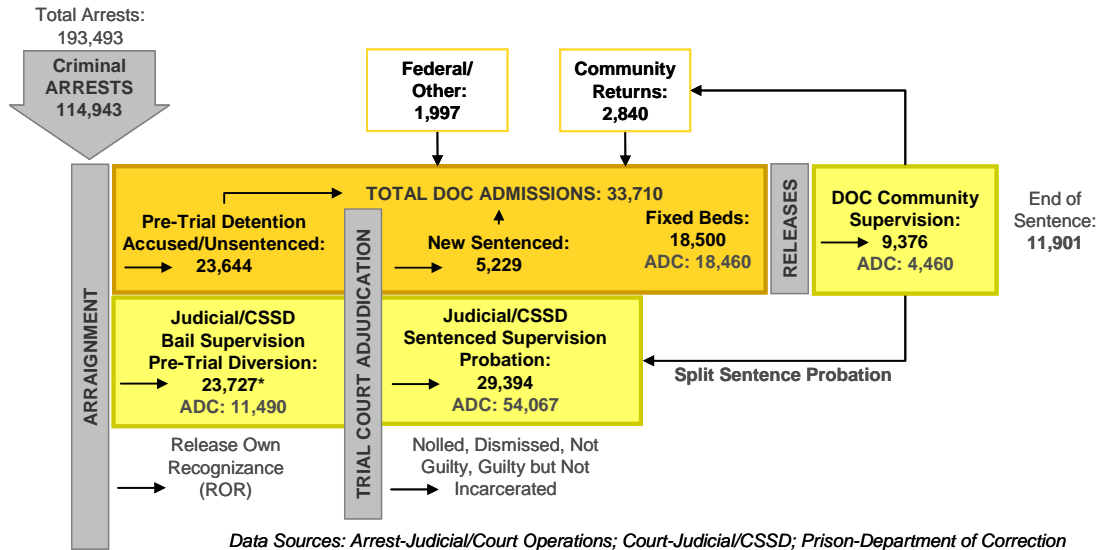 Total Arrests:
193,493
Criminal
ARRESTS
114,943
Federal/
Other:
1,997
Community
Returns:
2,840
ARRAIGNMENT
TOTAL DOC ADMISSIONS: 33,710
Pre-Trial Detention
Accused/Unsentenced:
23,644
TRIAL COURT ADJUDICATION
New Sentenced:
5,229
Fixed Beds:
18,500
ADC: 18,460
RELEASES
DOC Community
Supervision:
9,376
ADC: 4,460
End of
Sentence:
11,901
Judicial/CSSD
Bail Supervision
Pre-Trial Diversion:
23,727*
ADC: 11,490
Judicial/CSSD
Sentenced Supervision
Probation:
29,394
ADC: 54,067
Split Sentence Probation
Release Own
Recognizance
(ROR)
Nolled, Dismissed, Not
Guilty, Guilty but Not
Incarcerated
Data Sources: Arrest-Judicial/Court Operations; Court-Judicial/CSSD; Prison-Department of Correction